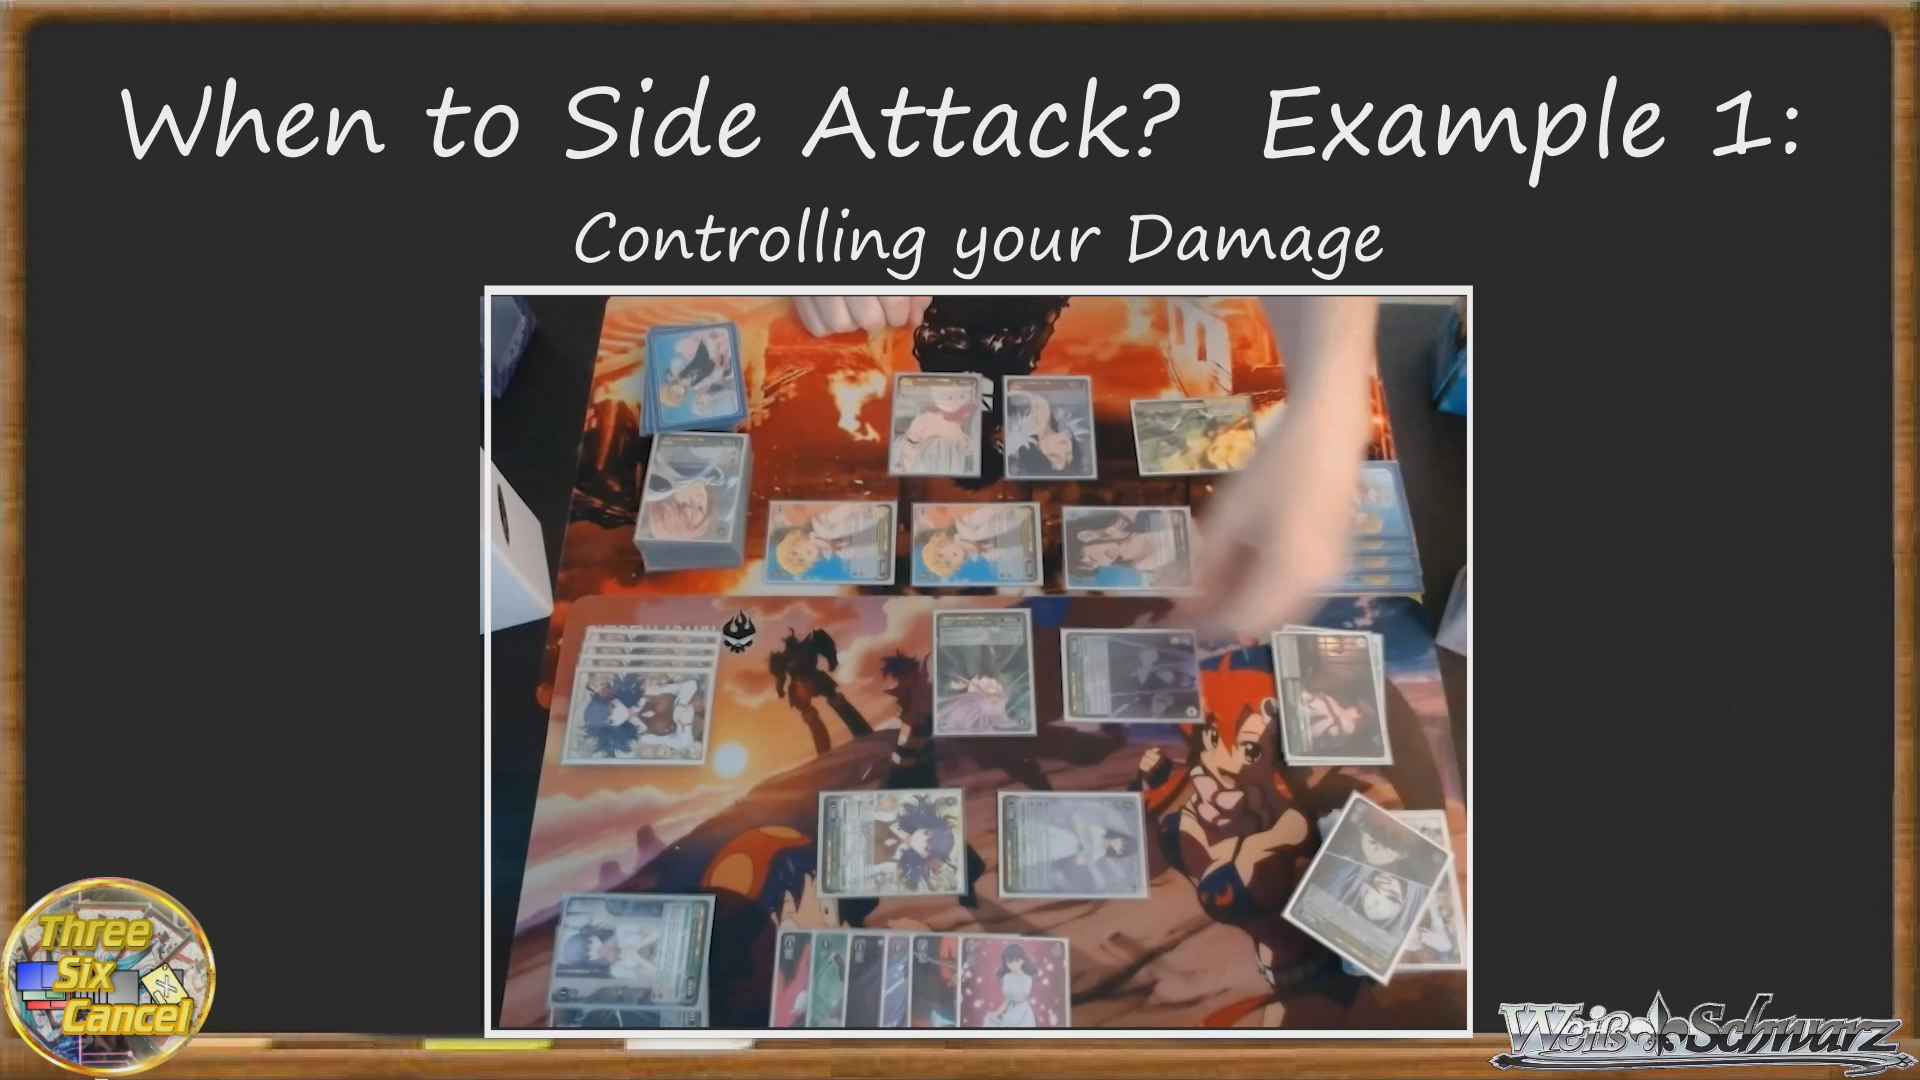 When to Side Attack? Example 1:
Controlling your Damage
Three
Six
Cancel
Weiß Schwarz